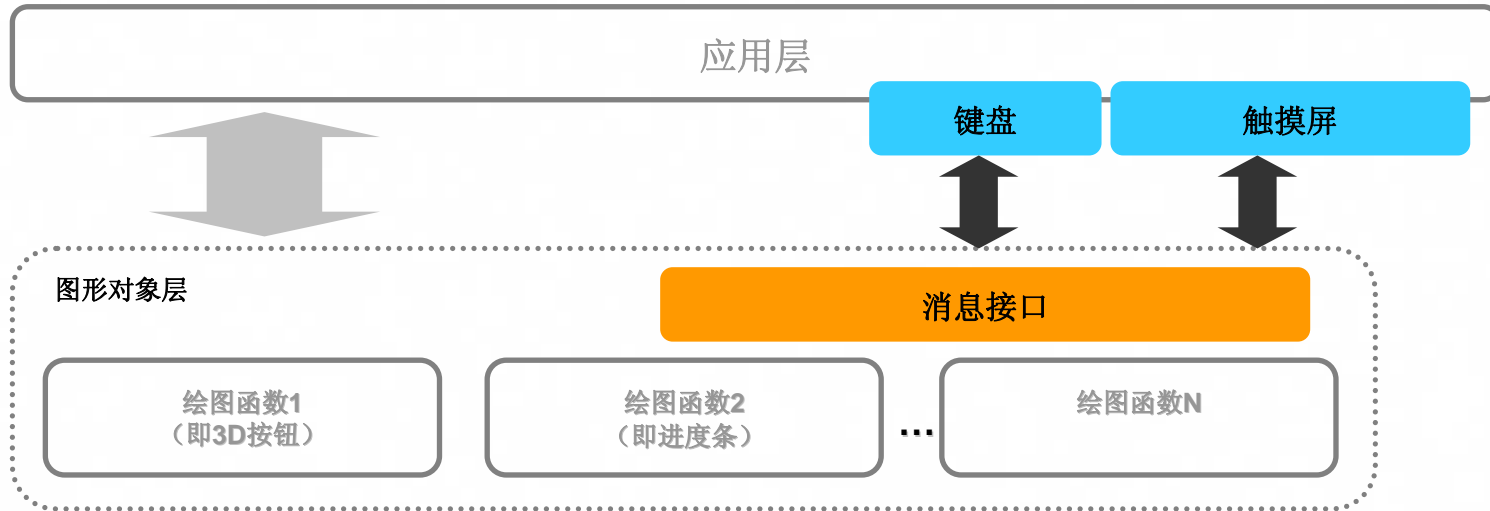 应用层
键盘
触摸屏
图形对象层
消息接口
绘图函数1
（即3D按钮）
绘图函数2
（即进度条）
...
绘图函数N